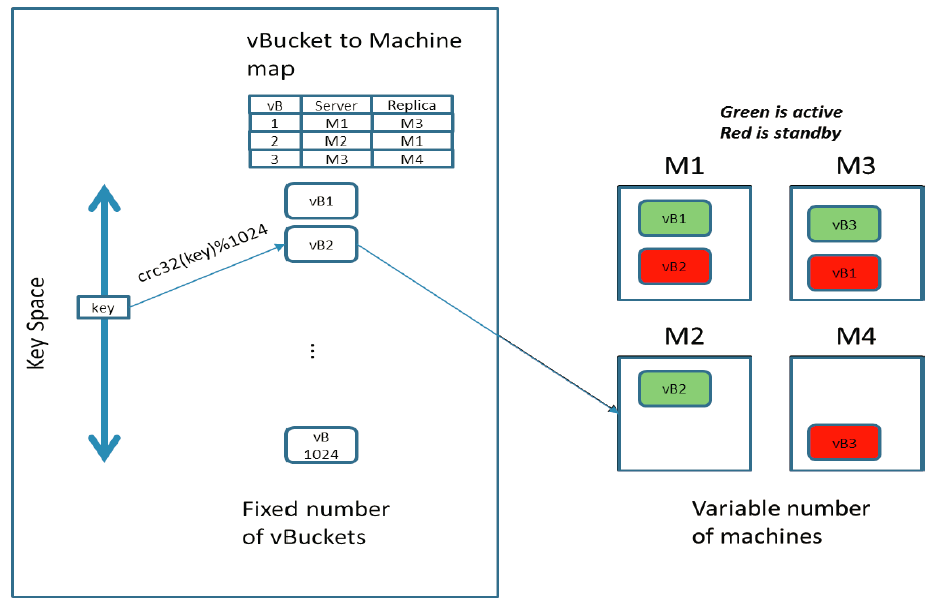 vBucket to Machine
map
vB Server Replica
1 M1 M3
2 M2 M1
3 M3 M4
Green is active
Red is standby
M1
M3
vB1
vB2
vB3
vB1
M2
M4
vB2
vB3
Key Space
key
crc32(key)%1024
vB1
vB2
...
vB
1024
Fixed number
of vBuckets
Variable number
of machines